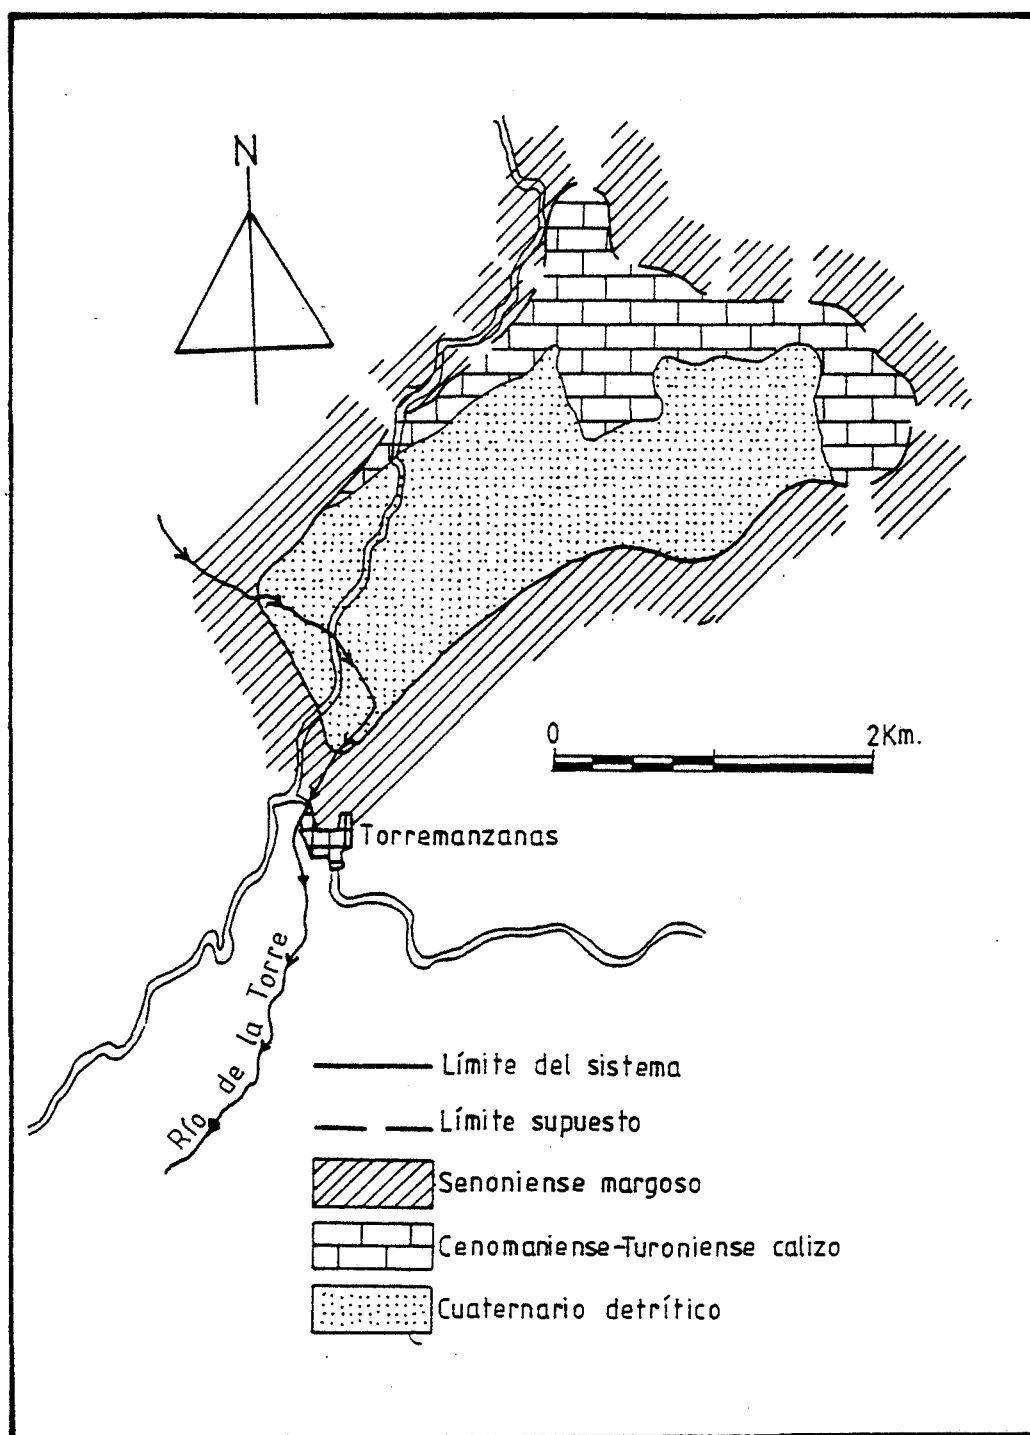 N
0 2Km.
Torremanzanas
Río de la Torre
Límite del sistema
Límite supuesto
Senoniense margoso
Cenomaniense-Turoniense calizo
Cuaternario detrítico